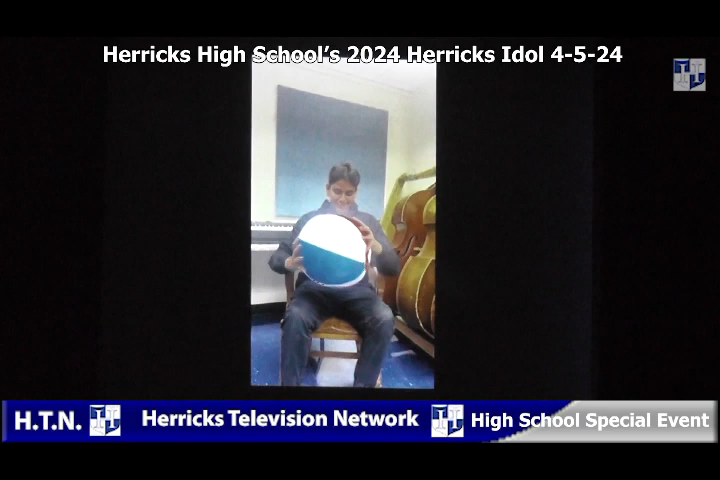 Herricks High School's 2024 Herricks Idol 4-5-24
H.T.N. Herricks Television Network High School Special Event